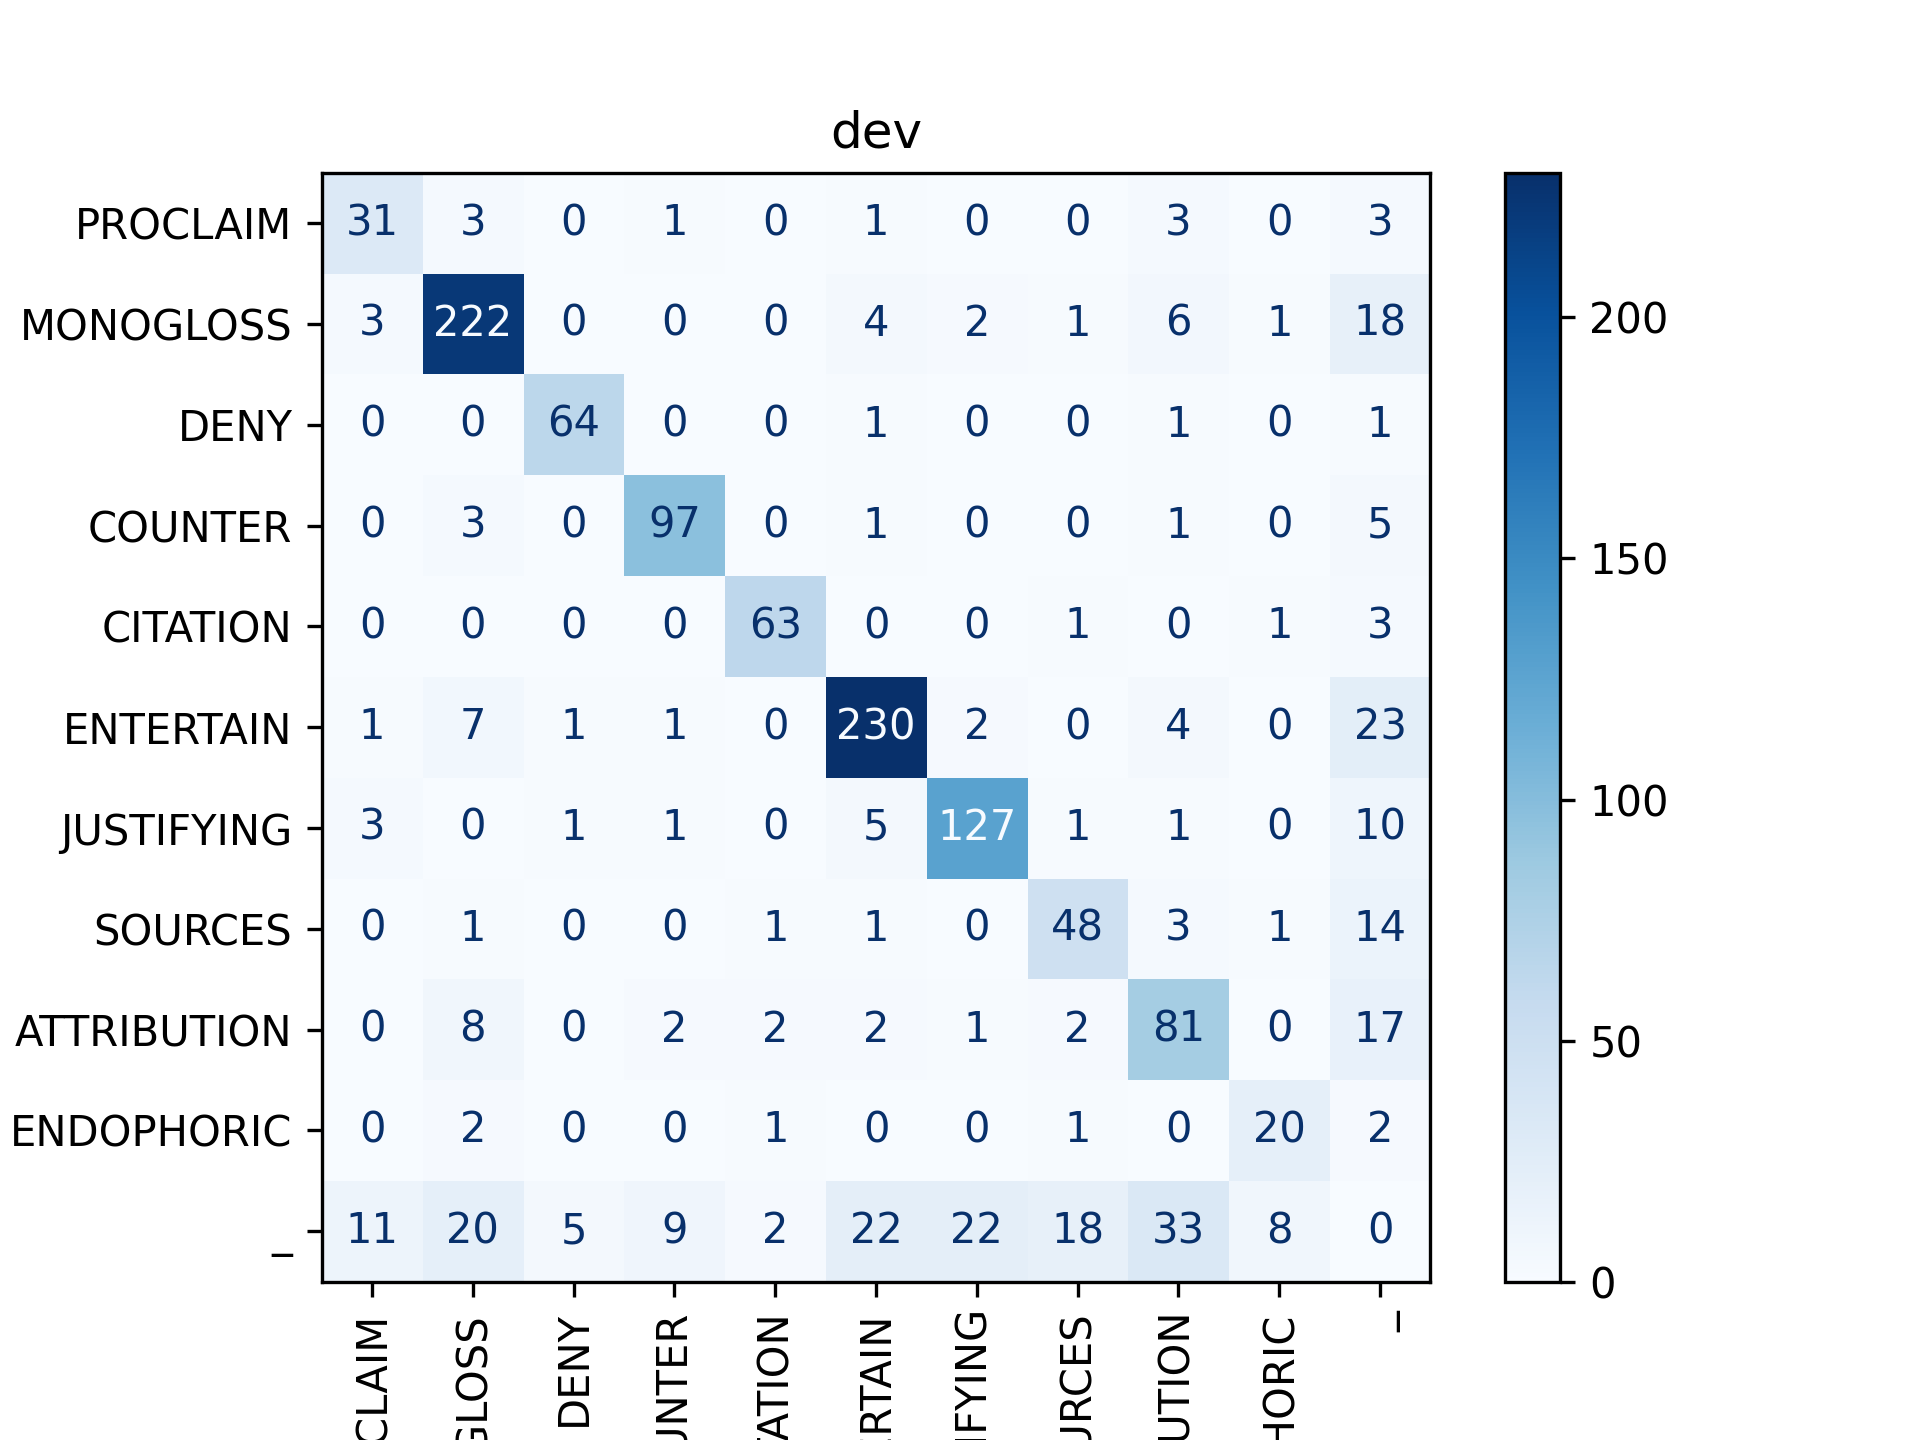 dev
PROCLAIM 31 3 0 1 0 1 0 0 3 0 3
MONOGLOSS 3 222 0 0 0 4 2 1 6 1 18
DENY 0 0 64 0 0 1 0 0 1 0 1
COUNTER 0 3 0 97 0 1 0 0 1 0 5
CITATION 0 0 0 0 63 0 0 1 0 1 3
ENTERTAIN 1 7 1 1 0 230 2 0 4 0 23
JUSTIFYING 3 0 1 1 0 5 127 1 1 0 10
SOURCES 0 1 0 0 1 1 0 48 3 1 14
ATTRIBUTION 0 8 0 2 2 2 1 2 81 0 17
ENDOPHORIC 0 2 0 0 1 0 0 1 0 20 2
_ 11 20 5 9 2 22 22 18 33 8 0
CLAIM
GLOSS
DENY
UNTER
TATION
RTAIN
IFYING
URCES
UTION
HORIC
_
200
150
100
50
0